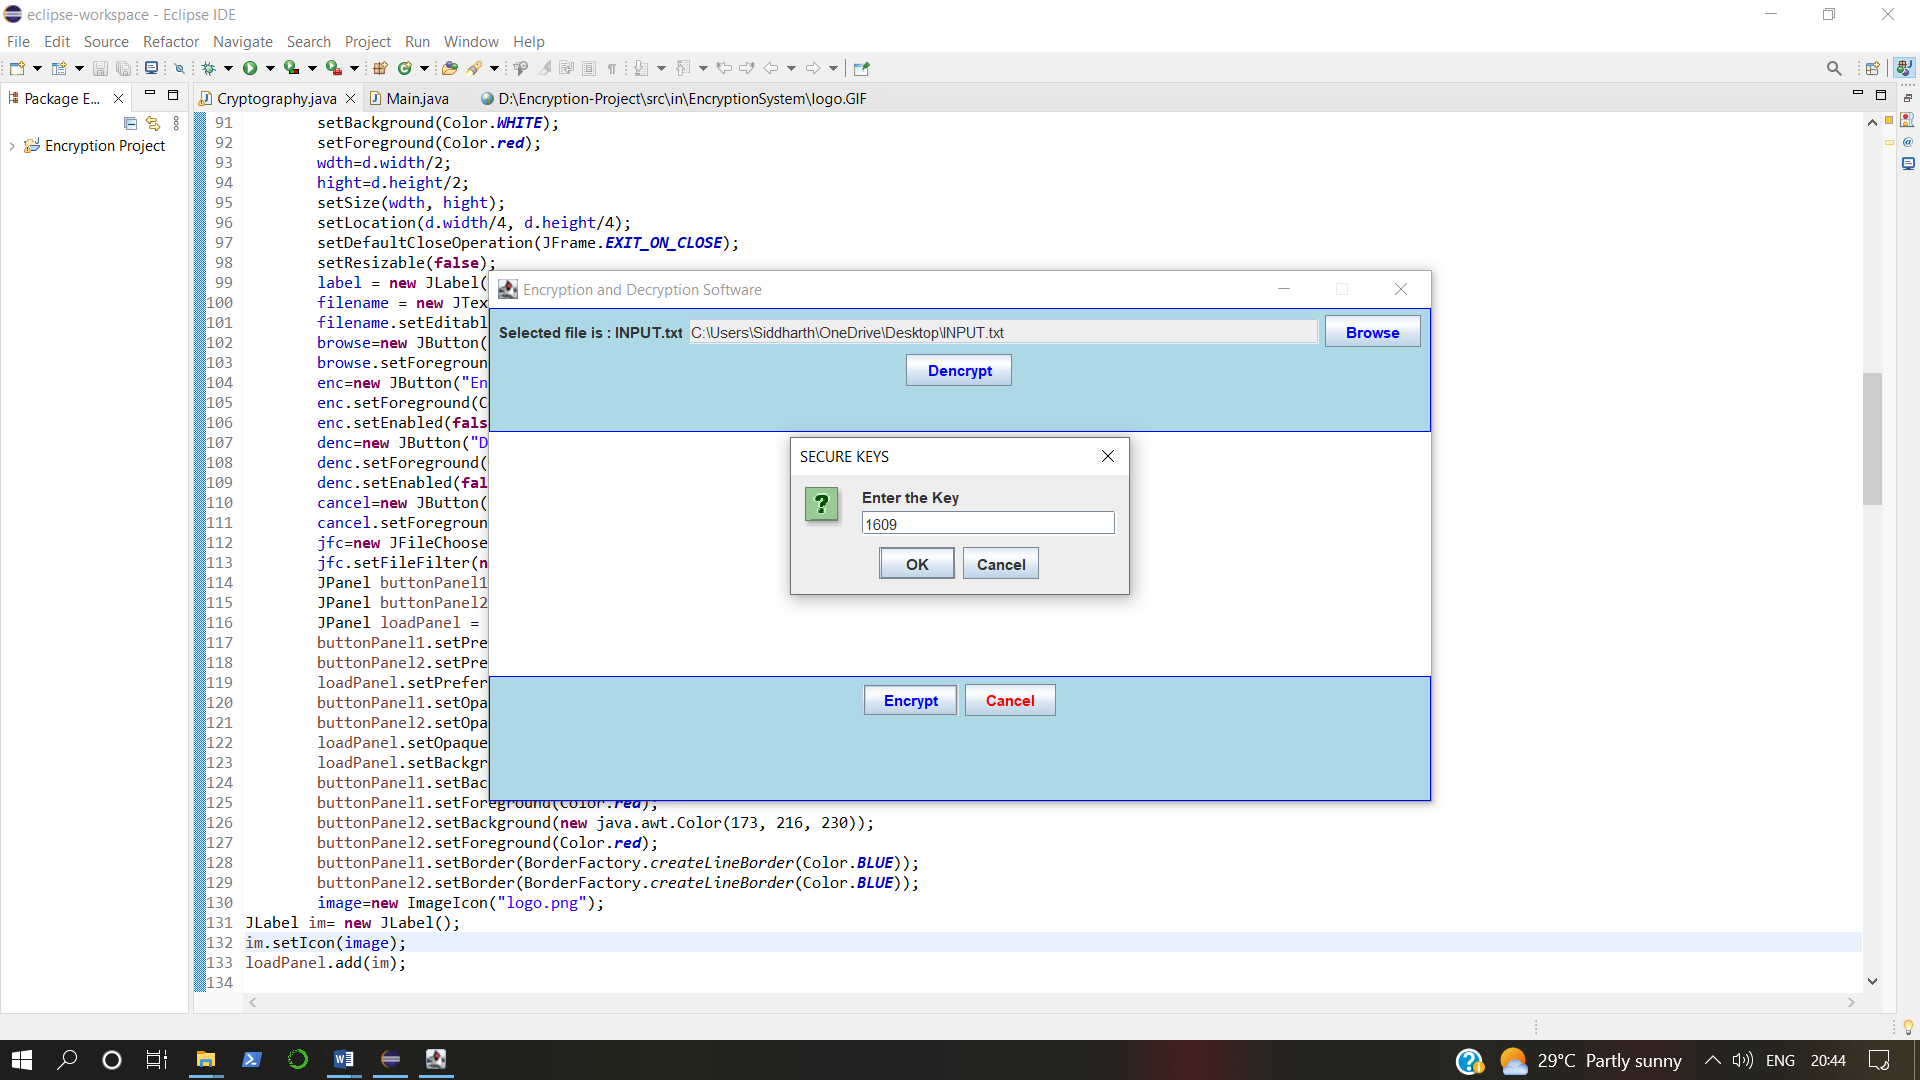 eclipse-workspace - Eclipse IDE
File Edit Source Refactor Navigate Search Project Run Window Help
Package E...
Cryptography.java
Main.java
D:\Encryption-Project\src\in\EncryptionSystem\logo.GIF
Encryption Project
91 setBackground(Color.WHITE);
92 setForeground(Color.red);
93 wdth=d.width/2;
94 hight=d.height/2;
95 setSize(wdth, hight);
96 setLocation(d.width/4, d.height/4);
97 setDefaultCloseOperation(JFrame.EXIT_ON_CLOSE);
98 setResizable(false);
99 label = new JLabel(
100 filename = new JTex
101 filename.setEditabl
102 browse=new JButton(
103 browse.setForegroun
104 enc=new JButton("En
105 enc.setForeground(C
106 enc.setEnabled(fals
107 denc=new JButton("D
108 denc.setForeground(
109 denc.setEnabled(fal
110 cancel=new JButton(
111 cancel.setForegroun
112 jfc=new JFileChoose
113 jfc.setFileFilter(n
114 JPanel buttonPanel1
115 JPanel buttonPanel2
116 JPanel loadPanel =
117 buttonPanel1.setPre
118 buttonPanel2.setPre
119 loadPanel.setPrefer
120 buttonPanel1.setOpa
121 buttonPanel2.setOpa
122 loadPanel.setOpaque
123 loadPanel.setBackgr
124 buttonPanel1.setBac
125 buttonPanel1.setForeground(Color.red);
126 buttonPanel2.setBackground(new java.awt.Color(173, 216, 230));
127 buttonPanel2.setForeground(Color.red);
128 buttonPanel1.setBorder(BorderFactory.createLineBorder(Color.BLUE));
129 buttonPanel2.setBorder(BorderFactory.createLineBorder(Color.BLUE));
130 image=new ImageIcon("logo.png");
131 JLabel im= new JLabel();
132 im.setIcon(image);
133 loadPanel.add(im);
134
Encryption and Decryption Software
Selected file is : INPUT.txt C:\Users\Siddharth\OneDrive\Desktop\INPUT.txt Browse
Dencrypt
SECURE KEYS
Enter the Key
1609
OK Cancel
Encrypt Cancel
29°C Partly sunny ENG 20:44